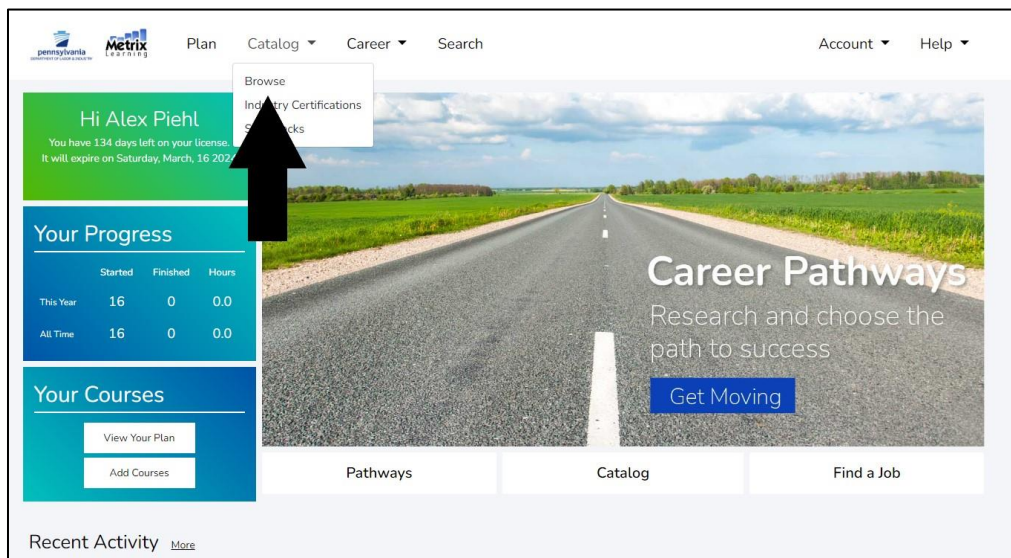 pennsylvania
DEPARTMENT OF LABOR & INDUSTRY
Metrix
Learning
Plan
Catalog
Career
Search
Account
Help
Browse
Industry Certifications
Hi Alex Piehl
You have 134 days left on your license.
It will expire on Saturday, March, 16 2024
Your Progress
Started Finished Hours
This Year 16 0 0.0
All Time 16 0 0.0
Your Courses
View Your Plan
Add Courses
Career Pathways
Research and choose the
path to success
Get Moving
Pathways
Catalog
Find a Job
Recent Activity More